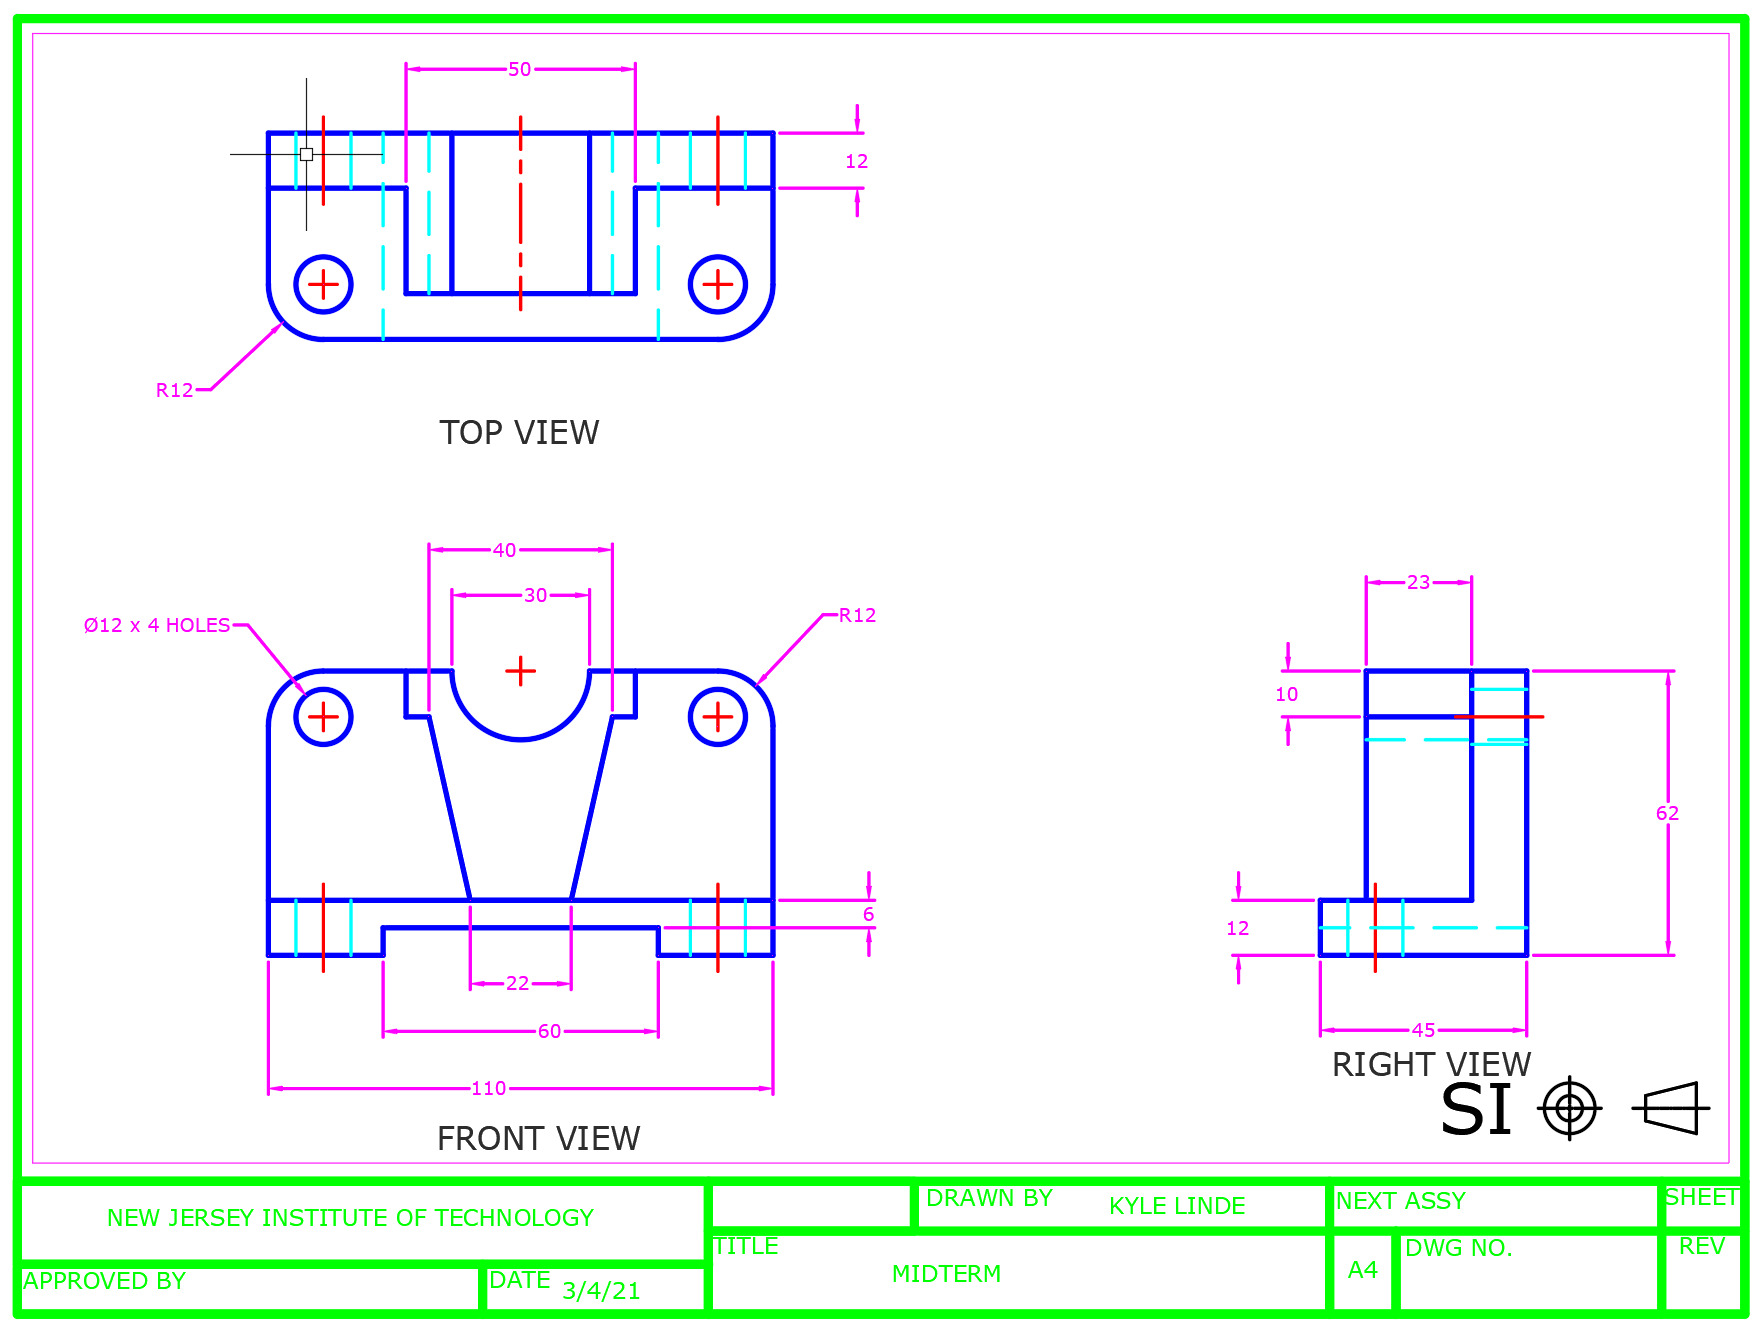 50
12
R12
TOP VIEW
40
30
Ø12 x 4 HOLES
R12
23
10
62
6
12
22
60
45
110
RIGHT VIEW
FRONT VIEW
SI
NEW JERSEY INSTITUTE OF TECHNOLOGY
DRAWN BY KYLE LINDE
NEXT ASSY
SHEET
APPROVED BY
DATE 3/4/21
TITLE
MIDTERM
A4
DWG NO.
REV